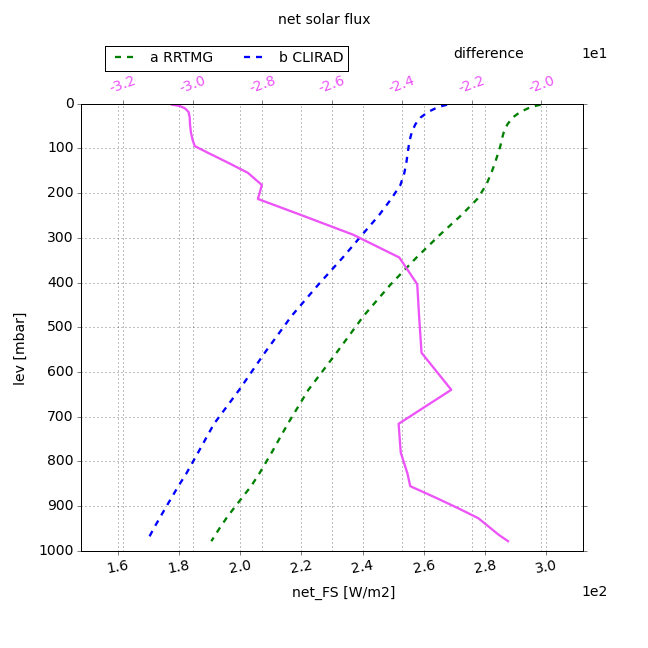 net solar flux
a RRTMG b CLIRAD difference 1e1
-3.2 -3.0 -2.8 -2.6 -2.4 -2.2 -2.0
0
100
200
300
400
500
600
700
800
900
1000
lev [mbar]
1.6 1.8 2.0 2.2 2.4 2.6 2.8 3.0
net_FS [W/m2] 1e2